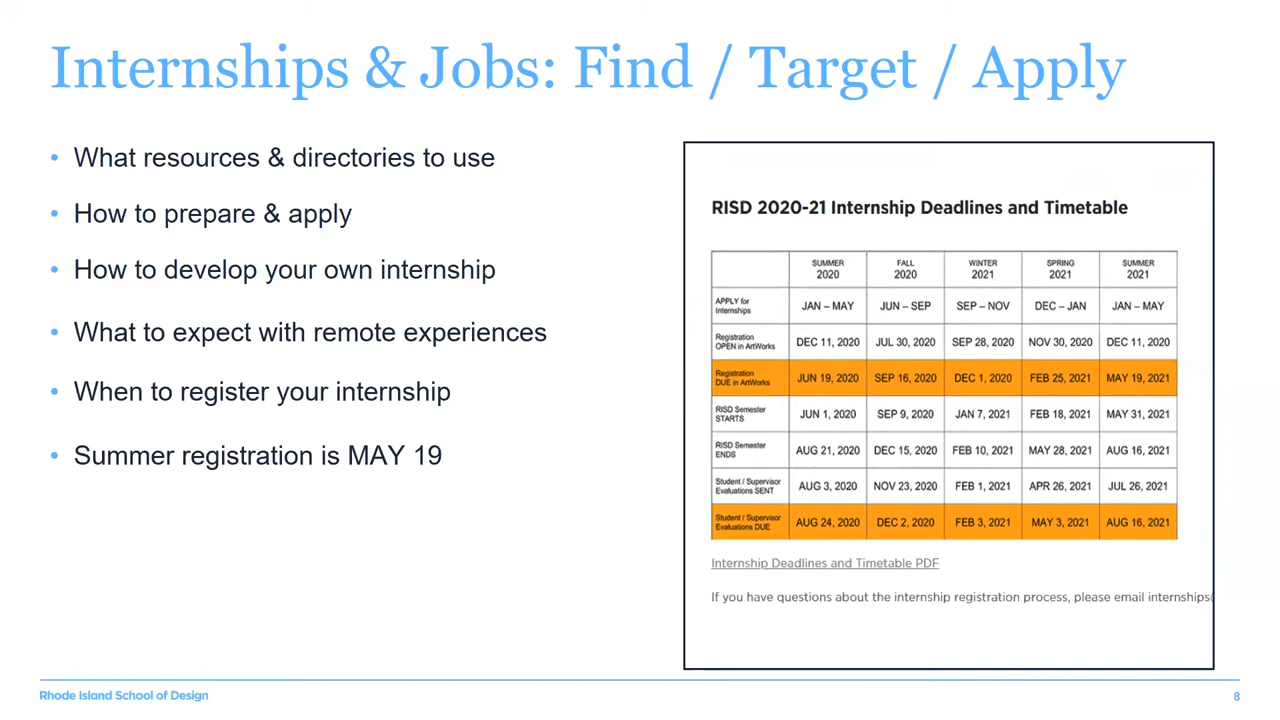 Internships & Jobs: Find / Target / Apply
• What resources & directories to use
• How to prepare & apply
• How to develop your own internship
• What to expect with remote experiences
• When to register your internship
• Summer registration is MAY 19
RISD 2020-21 Internship Deadlines and Timetable
SUMMER 2020 FALL 2020 WINTER 2021 SPRING 2021 SUMMER 2021
APPLY for Internships JAN – MAY JUN – SEP SEP – NOV DEC – JAN JAN – MAY
Registration OPEN in ArtWorks DEC 11, 2020 JUL 30, 2020 SEP 28, 2020 NOV 30, 2020 DEC 11, 2020
Registration DUE in ArtWorks JUN 19, 2020 SEP 16, 2020 DEC 1, 2020 FEB 25, 2021 MAY 19, 2021
RISD Semester STARTS JUN 1, 2020 SEP 9, 2020 JAN 7, 2021 FEB 18, 2021 MAY 31, 2021
RISD Semester ENDS AUG 21, 2020 DEC 15, 2020 FEB 10, 2021 MAY 28, 2021 AUG 16, 2021
Student / Supervisor Evaluations SENT AUG 3, 2020 NOV 23, 2020 FEB 1, 2021 APR 26, 2021 JUL 26, 2021
Student / Supervisor Evaluations DUE AUG 24, 2020 DEC 2, 2020 FEB 3, 2021 MAY 3, 2021 AUG 16, 2021
Internship Deadlines and Timetable PDF
If you have questions about the internship registration process, please email internships
Rhode Island School of Design
8